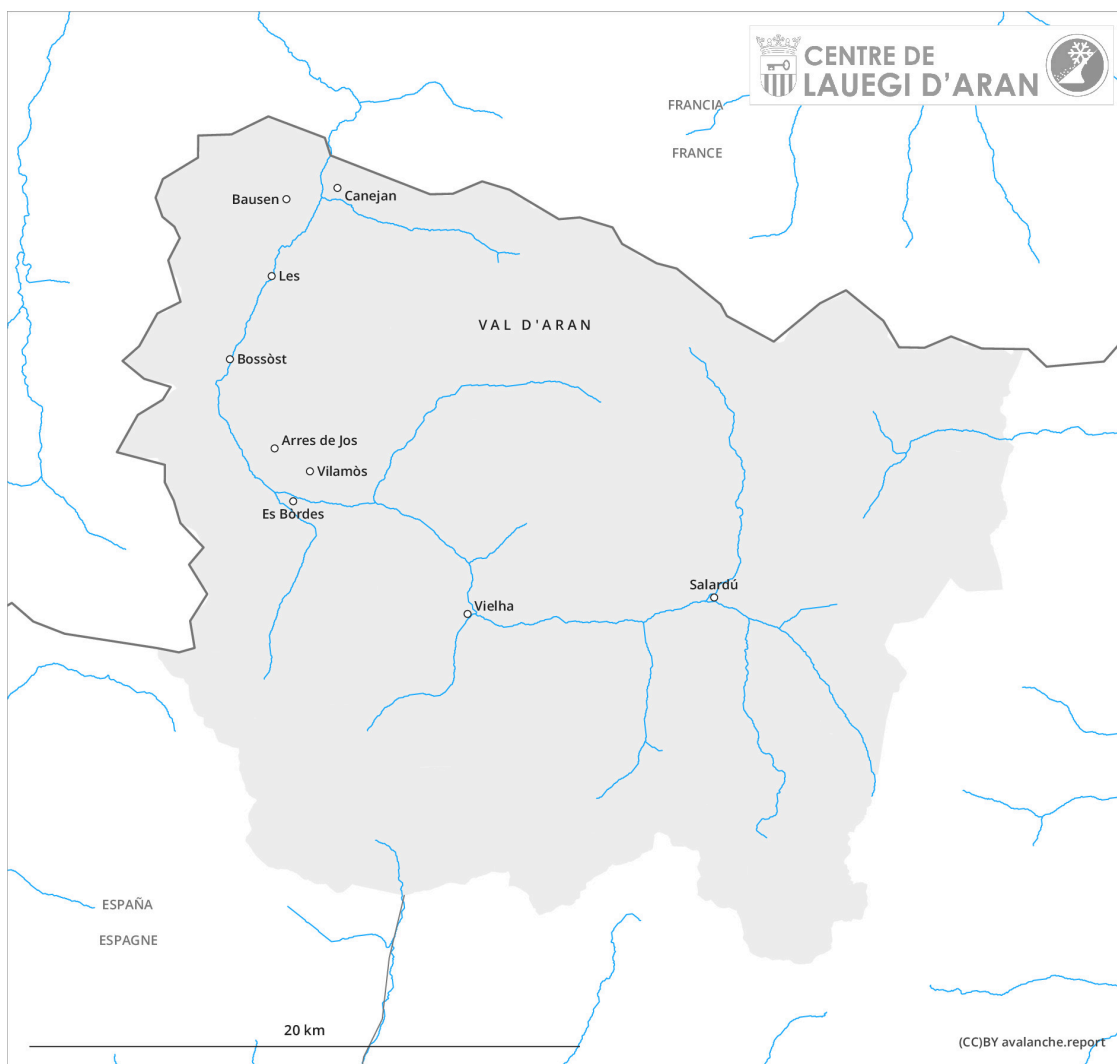 CENTRE DE
LAUEGI D'ARAN
FRANCIA
FRANCE
Bausen
Canejan
Les
VAL D'ARAN
Bossòst
Arres de Jos
Vilamòs
Es Bòrdes
Salardú
Vielha
ESPAÑA
ESPAGNE
20 km
(CC)BY avalanche.report